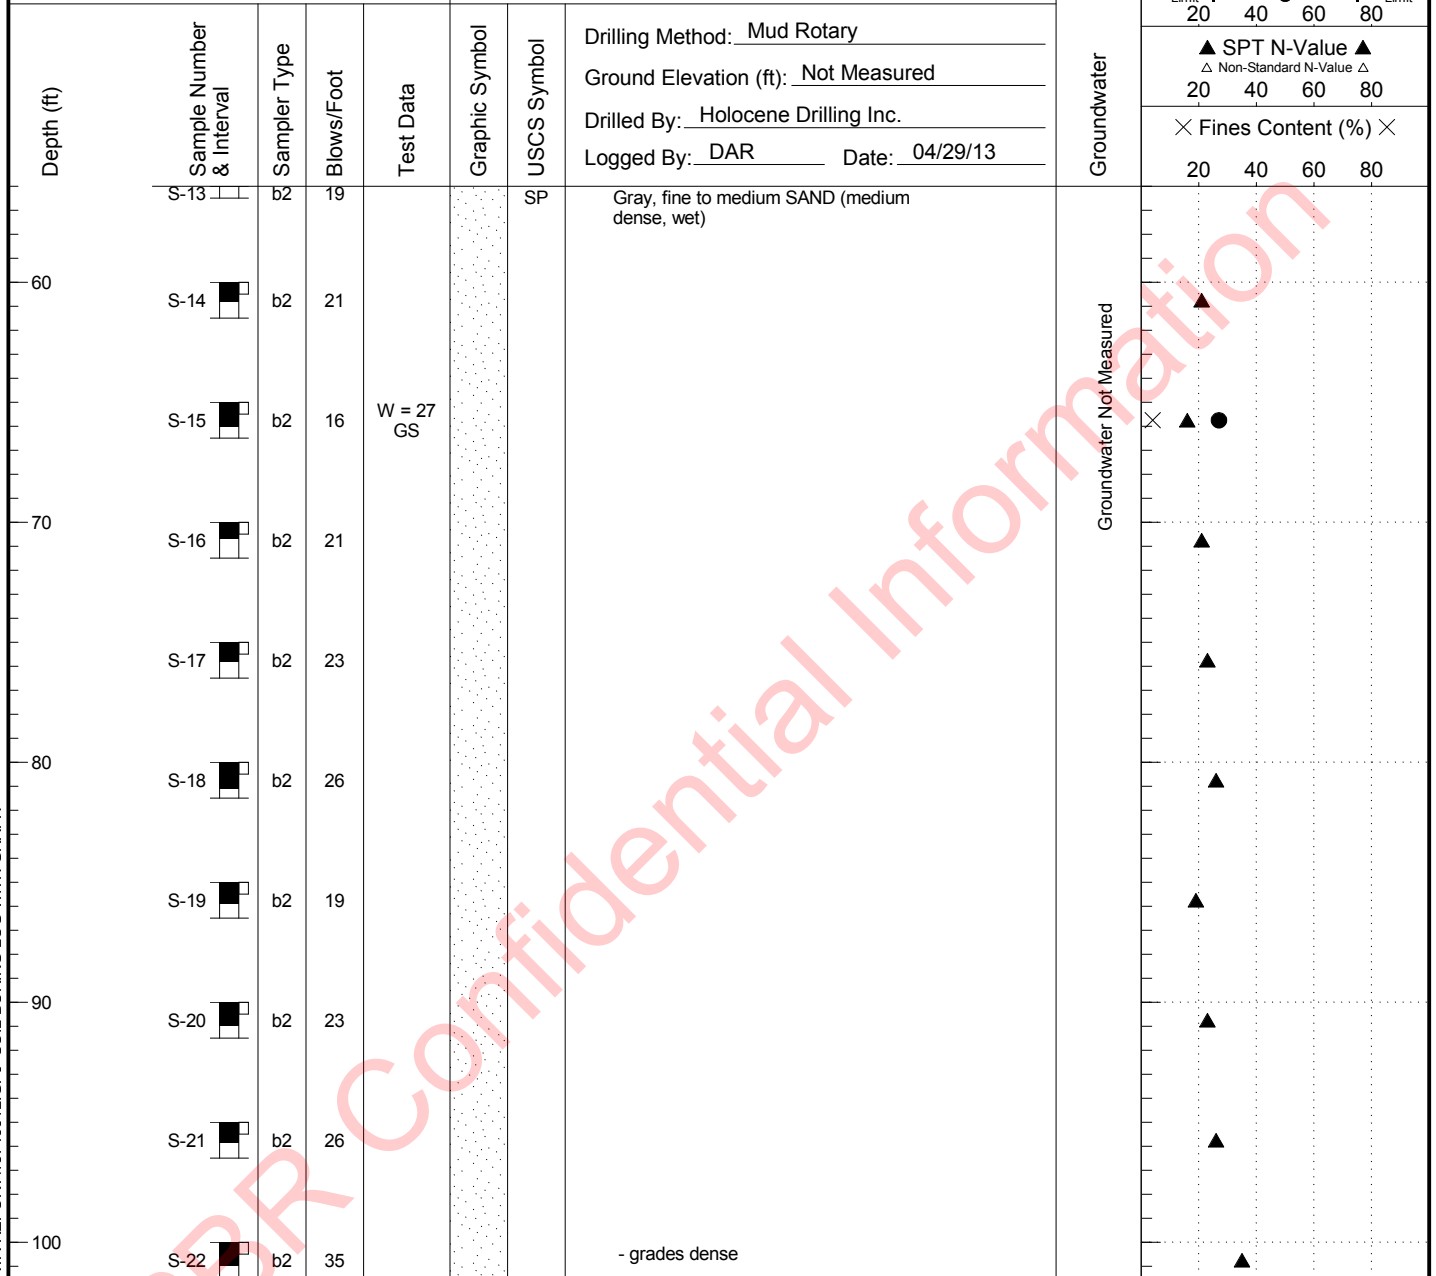 Limit
Limit
20 40 60 80
Depth (ft)
Sample Number
& Interval
Sampler Type
Blows/Foot
Test Data
Graphic Symbol
USCS Symbol
Drilling Method: Mud Rotary
Ground Elevation (ft): Not Measured
Drilled By: Holocene Drilling Inc.
Logged By: DAR Date: 04/29/13
Groundwater
▲ SPT N-Value ▲
△ Non-Standard N-Value △
20 40 60 80
× Fines Content (%) ×
20 40 60 80
S-13 b2 19
SP
Gray, fine to medium SAND (medium
dense, wet)
60
S-14 b2 21
Groundwater Not Measured
S-15 b2 16
W = 27
GS
70
S-16 b2 21
S-17 b2 23
80
S-18 b2 26
S-19 b2 19
90
S-20 b2 23
S-21 b2 26
100
S-22 b2 35
- grades dense
Confidential Information